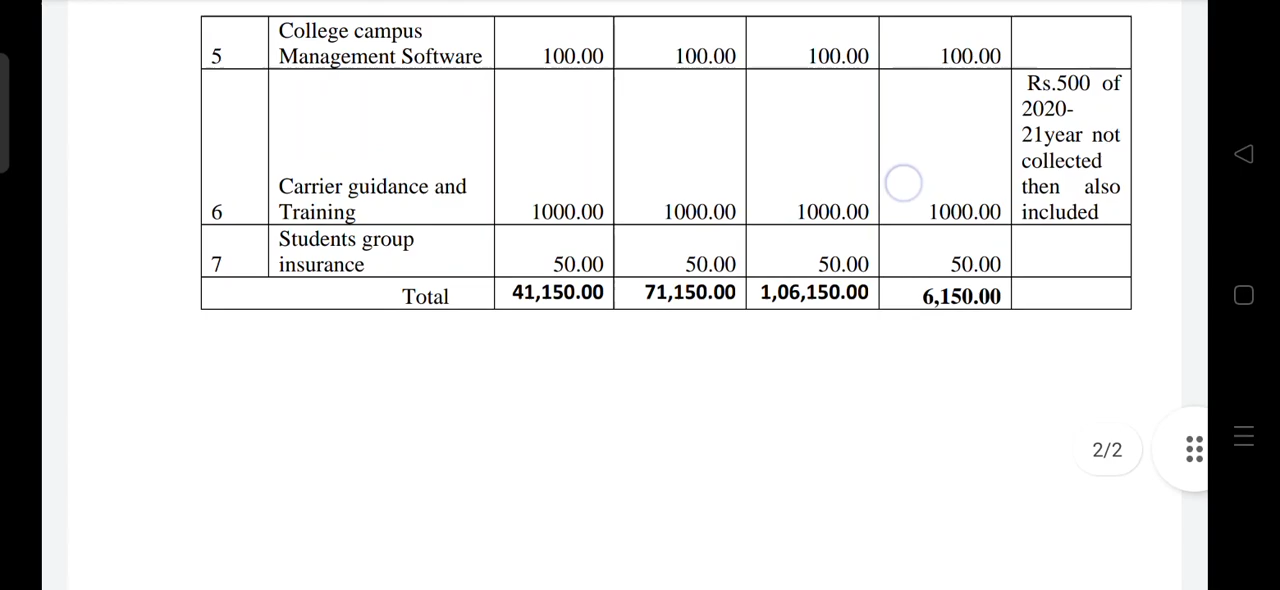 College campus
5 Management Software 100.00 100.00 100.00 100.00
Rs.500 of
2020-
21year not
collected
Carrier guidance and then also
6 Training 1000.00 1000.00 1000.00 1000.00 included
Students group
7 insurance 50.00 50.00 50.00 50.00
Total 41,150.00 71,150.00 1,06,150.00 6,150.00
2/2